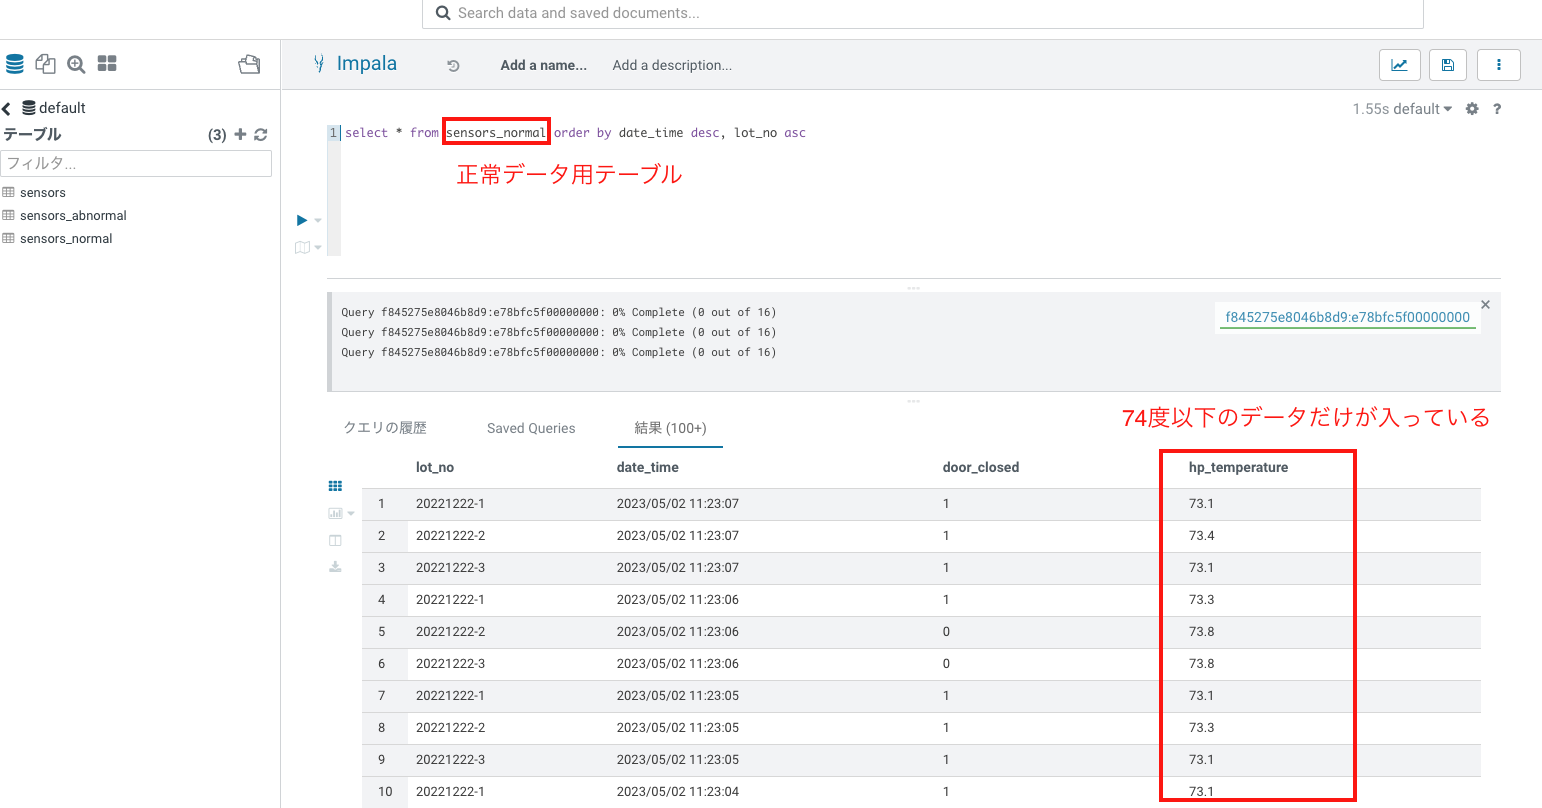 Search data and saved documents...
Impala
Add a name...
Add a description...
default
テーブル
(3)
フィルタ...
sensors
sensors_abnormal
sensors_normal
1.55s default
?
1 select * from sensors_normal order by date_time desc, lot_no asc
正常データ用テーブル
Query f845275e8046b8d9:e78bfc5f00000000: 0% Complete (0 out of 16)
Query f845275e8046b8d9:e78bfc5f00000000: 0% Complete (0 out of 16)
Query f845275e8046b8d9:e78bfc5f00000000: 0% Complete (0 out of 16)
f845275e8046b8d9:e78bfc5f00000000
74度以下のデータだけが入っている
クエリの履歴 Saved Queries 結果 (100+)
lot_no date_time door_closed hp_temperature
1 20221222-1 2023/05/02 11:23:07 1 73.1
2 20221222-2 2023/05/02 11:23:07 1 73.4
3 20221222-3 2023/05/02 11:23:07 1 73.1
4 20221222-1 2023/05/02 11:23:06 1 73.3
5 20221222-2 2023/05/02 11:23:06 0 73.8
6 20221222-3 2023/05/02 11:23:06 0 73.8
7 20221222-1 2023/05/02 11:23:05 1 73.1
8 20221222-2 2023/05/02 11:23:05 1 73.3
9 20221222-3 2023/05/02 11:23:05 1 73.1
10 20221222-1 2023/05/02 11:23:04 1 73.1